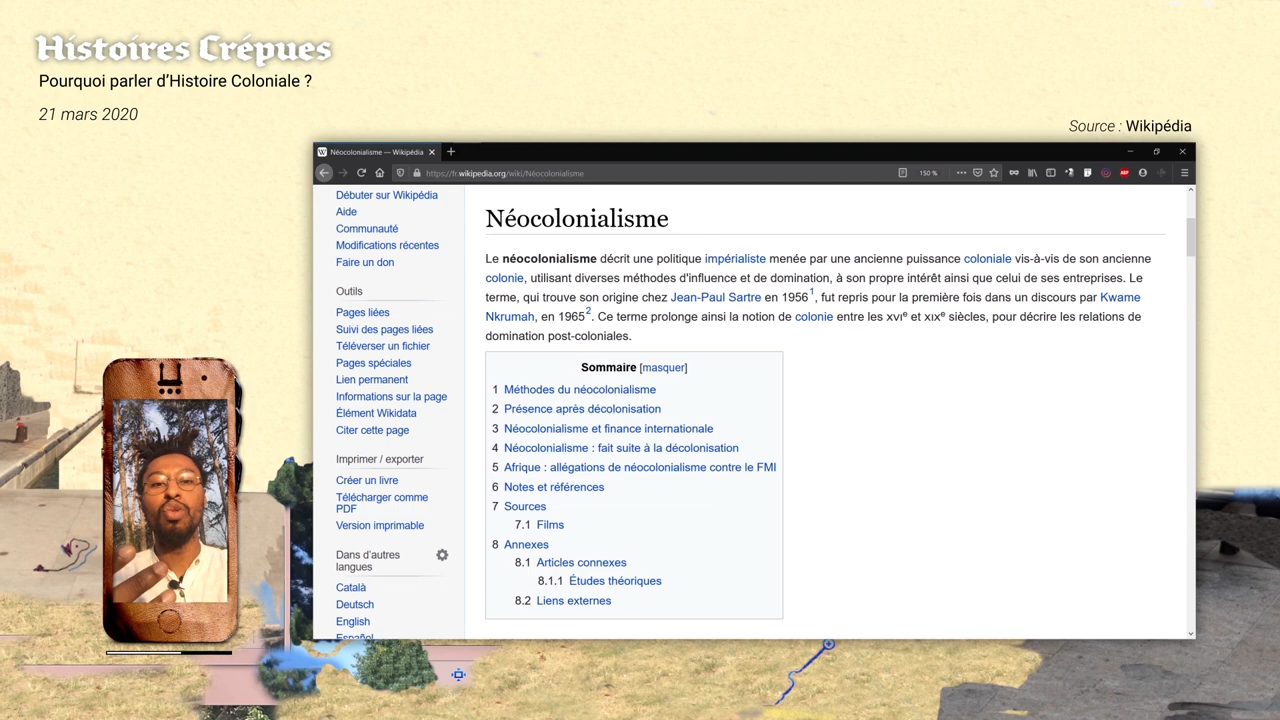 Histoires Crépues
Pourquoi parler d'Histoire Coloniale ?
21 mars 2020
Source : Wikipédia
Néocolonialisme — Wikipédia
https://fr.wikipedia.org/wiki/Néocolonialisme
150 %
ABP
Débuter sur Wikipédia
Aide
Communauté
Modifications récentes
Faire un don
Outils
Pages liées
Suivi des pages liées
Téléverser un fichier
Pages spéciales
Lien permanent
Informations sur la page
Élément Wikidata
Citer cette page
Imprimer / exporter
Créer un livre
Télécharger comme
PDF
Version imprimable
Dans d'autres
langues
Català
Deutsch
English
Español
Néocolonialisme
Le néocolonialisme décrit une politique impérialiste menée par une ancienne puissance coloniale vis-à-vis de son ancienne
colonie, utilisant diverses méthodes d'influence et de domination, à son propre intérêt ainsi que celui de ses entreprises. Le
terme, qui trouve son origine chez Jean-Paul Sartre en 1956¹, fut repris pour la première fois dans un discours par Kwame
Nkrumah, en 1965². Ce terme prolonge ainsi la notion de colonie entre les XVIe et XIXe siècles, pour décrire les relations de
domination post-coloniales.
Sommaire [masquer]
1 Méthodes du néocolonialisme
2 Présence après décolonisation
3 Néocolonialisme et finance internationale
4 Néocolonialisme : fait suite à la décolonisation
5 Afrique : allégations de néocolonialisme contre le FMI
6 Notes et références
7 Sources
7.1 Films
8 Annexes
8.1 Articles connexes
8.1.1 Études théoriques
8.2 Liens externes